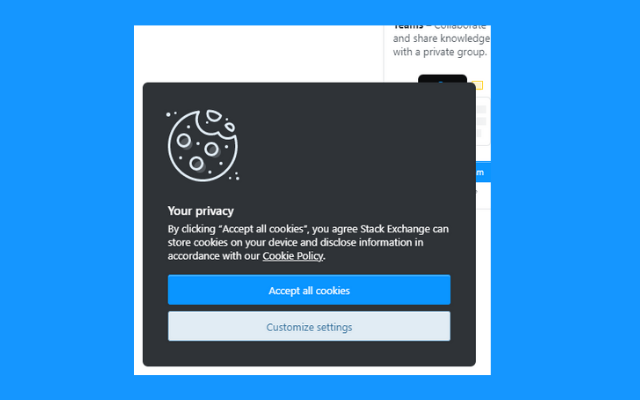 Teams – Collaborate
and share knowledge
with a private group.
Your privacy
By clicking “Accept all cookies”, you agree Stack Exchange can
store cookies on your device and disclose information in
accordance with our Cookie Policy.
Accept all cookies
Customize settings